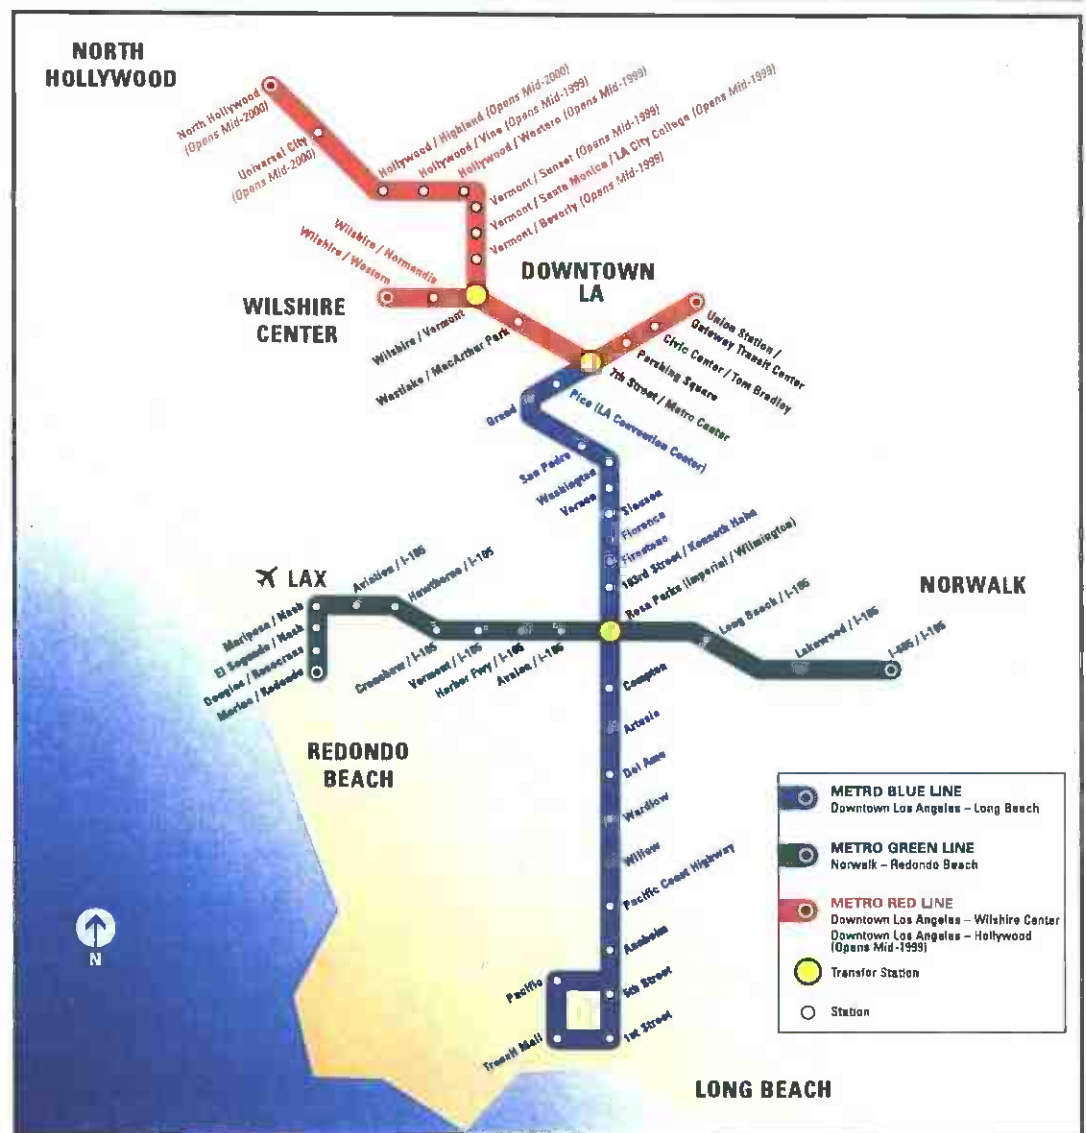 NORTH
HOLLYWOOD
North Hollywood
(Opens Mid-2000)
Universal City
(Opens Mid-2000)
Hollywood / Highland (Opens Mid-2000)
Hollywood / Vine (Opens Mid-1999)
Hollywood / Western (Opens Mid-1999)
Vermont / Sunset (Opens Mid-1999)
Vermont / Santa Monica / LA City College (Opens Mid-1999)
Vermont / Beverly (Opens Mid-1999)
Wilshire / Normandie
Wilshire / Western
WILSHIRE
CENTER
Wilshire / Vermont
Westlake / MacArthur Park
DOWNTOWN
LA
Union Station /
Gateway Transit Center
Civic Center / Tom Bradley
Pershing Square
7th Street / Metro Center
Pico (LA Convention Center)
Grand
San Pedro
Washington
Vernon
Slauson
Florence
Firestone
103rd Street / Kenneth Hahn
Rosa Parks (Imperial / Wilmington)
LAX
Aviation / I-105
Hawthorne / I-105
Mariposa / Nash
El Segundo / Nash
Douglas / Rosecrans
Marine / Redondo
Crenshaw / I-105
Vermont / I-105
Harbor Fwy / I-105
Avalon / I-105
Long Beach / I-105
Lakewood / I-105
I-605 / I-105
NORWALK
REDONDO
BEACH
Compton
Artesia
Del Amo
Wardlow
Willow
Pacific Coast Highway
Anaheim
5th Street
1st Street
Pacific
Transit Mall
LONG BEACH
N
METRO BLUE LINE
Downtown Los Angeles – Long Beach
METRO GREEN LINE
Norwalk – Redondo Beach
METRO RED LINE
Downtown Los Angeles – Wilshire Center
Downtown Los Angeles – Hollywood
(Opens Mid-1999)
Transfer Station
Station